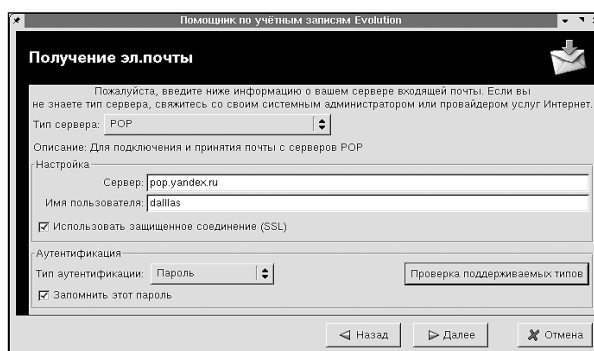 Помощник по учётным записям Evolution
Получение эл.почты
Пожалуйста, введите ниже информацию о вашем сервере входящей почты. Если вы
не знаете тип сервера, свяжитесь со своим системным администратором или провайдером услуг Интернет.
Тип сервера: POP
Описание: Для подключения и принятия почты с серверов POP
Настройка
Сервер: pop.yandex.ru
Имя пользователя: dalllas
Использовать защищенное соединение (SSL)
Аутентификация
Тип аутентификации: Пароль Проверка поддерживаемых типов
Запомнить этот пароль
Назад Далее Отмена